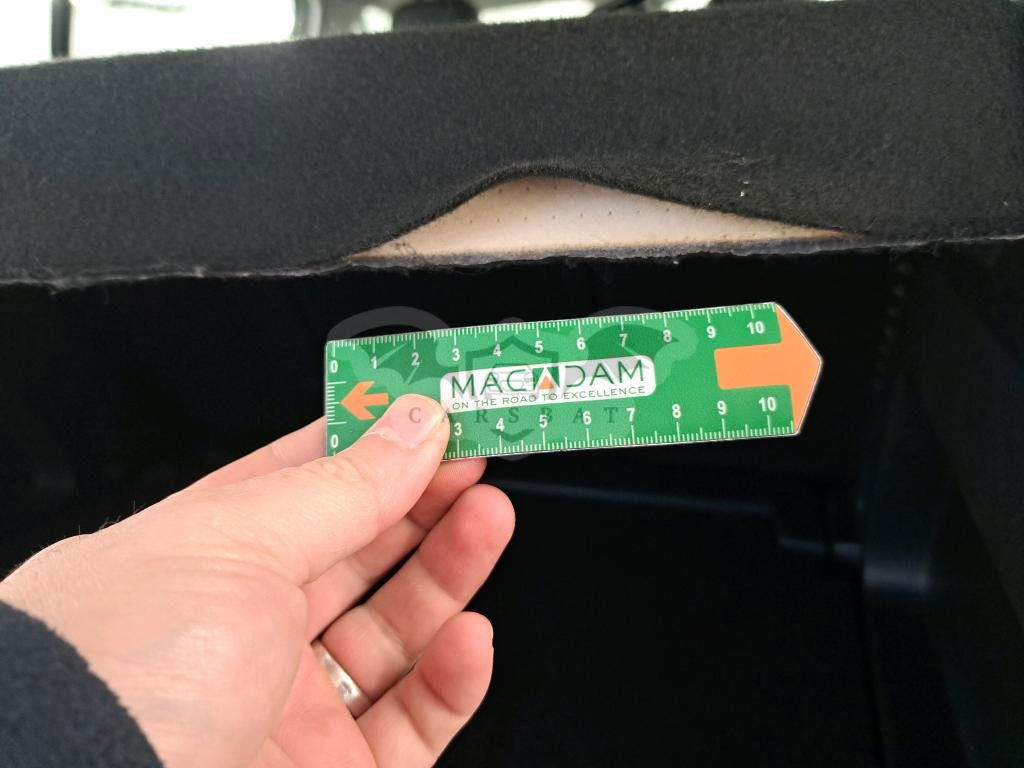 0 1 2 3 4 5 6 7 8 9 10
MACADAM
ON THE ROAD TO EXCELLENCE
CARSBAT
0 3 4 5 6 7 8 9 10